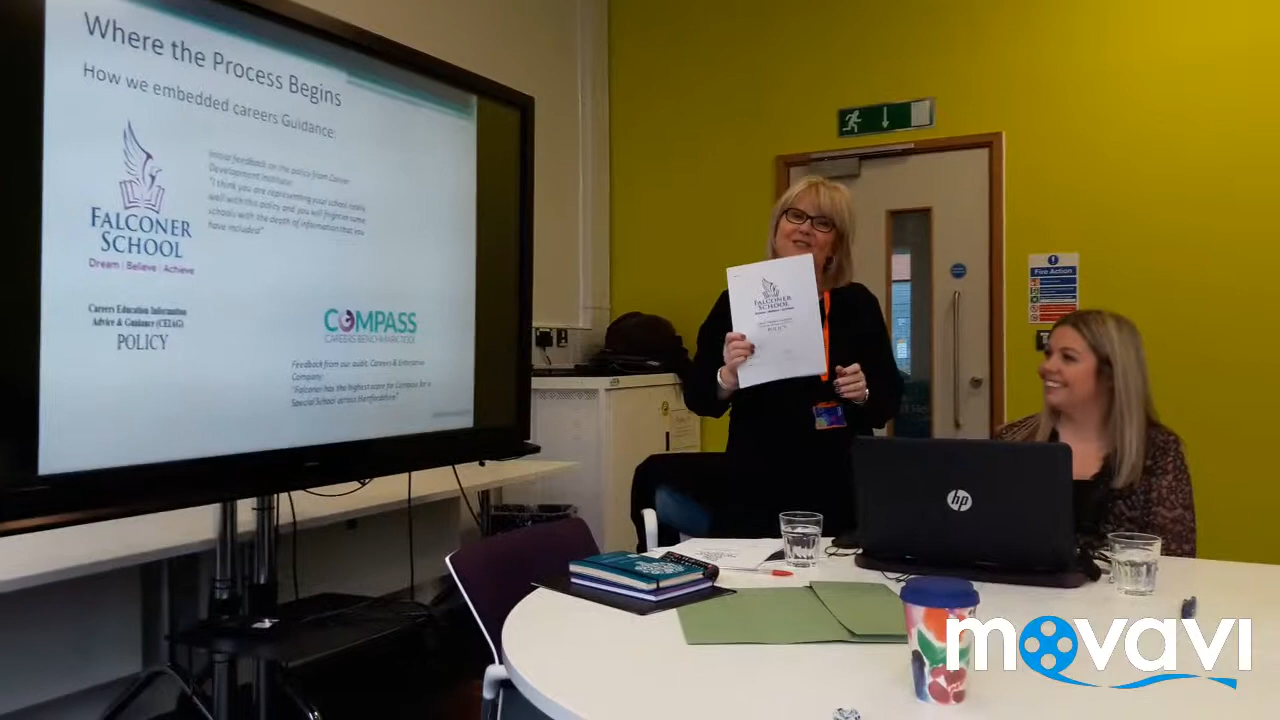 Where the Process Begins
How we embedded careers Guidance
Initial feedback on the policy from Career
Development Institute:
"I think you are representing your school really
well with this policy and you will frighten some
schools with the depth of information that you
have included"
FALCONER
SCHOOL
Dream | Believe | Achieve
Careers Education Information
Advice & Guidance (CEIAG)
POLICY
COMPASS
CAREERS BENCHMARK TOOL
Feedback from our audit, Careers & Enterprise
Company:
"Falconer has the highest score for Compass for a
Special School across Hertfordshire"
FALCONER
SCHOOL
POLICY
Fire Action
hp
movavi